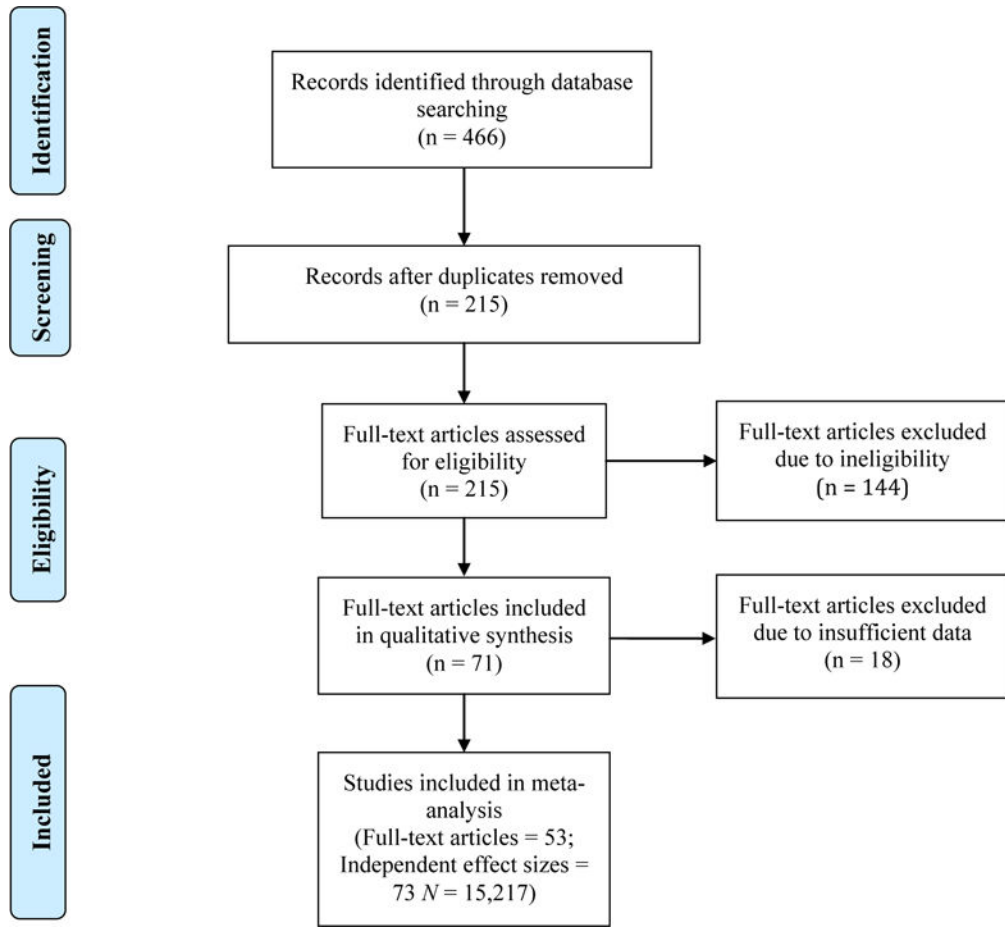 Identification
Records identified through database
searching
(n = 466)
Screening
Records after duplicates removed
(n = 215)
Eligibility
Full-text articles assessed
for eligibility
(n = 215)
Full-text articles excluded
due to ineligibility
(n = 144)
Full-text articles included
in qualitative synthesis
(n = 71)
Full-text articles excluded
due to insufficient data
(n = 18)
Included
Studies included in meta-
analysis
(Full-text articles = 53;
Independent effect sizes =
73 N = 15,217)